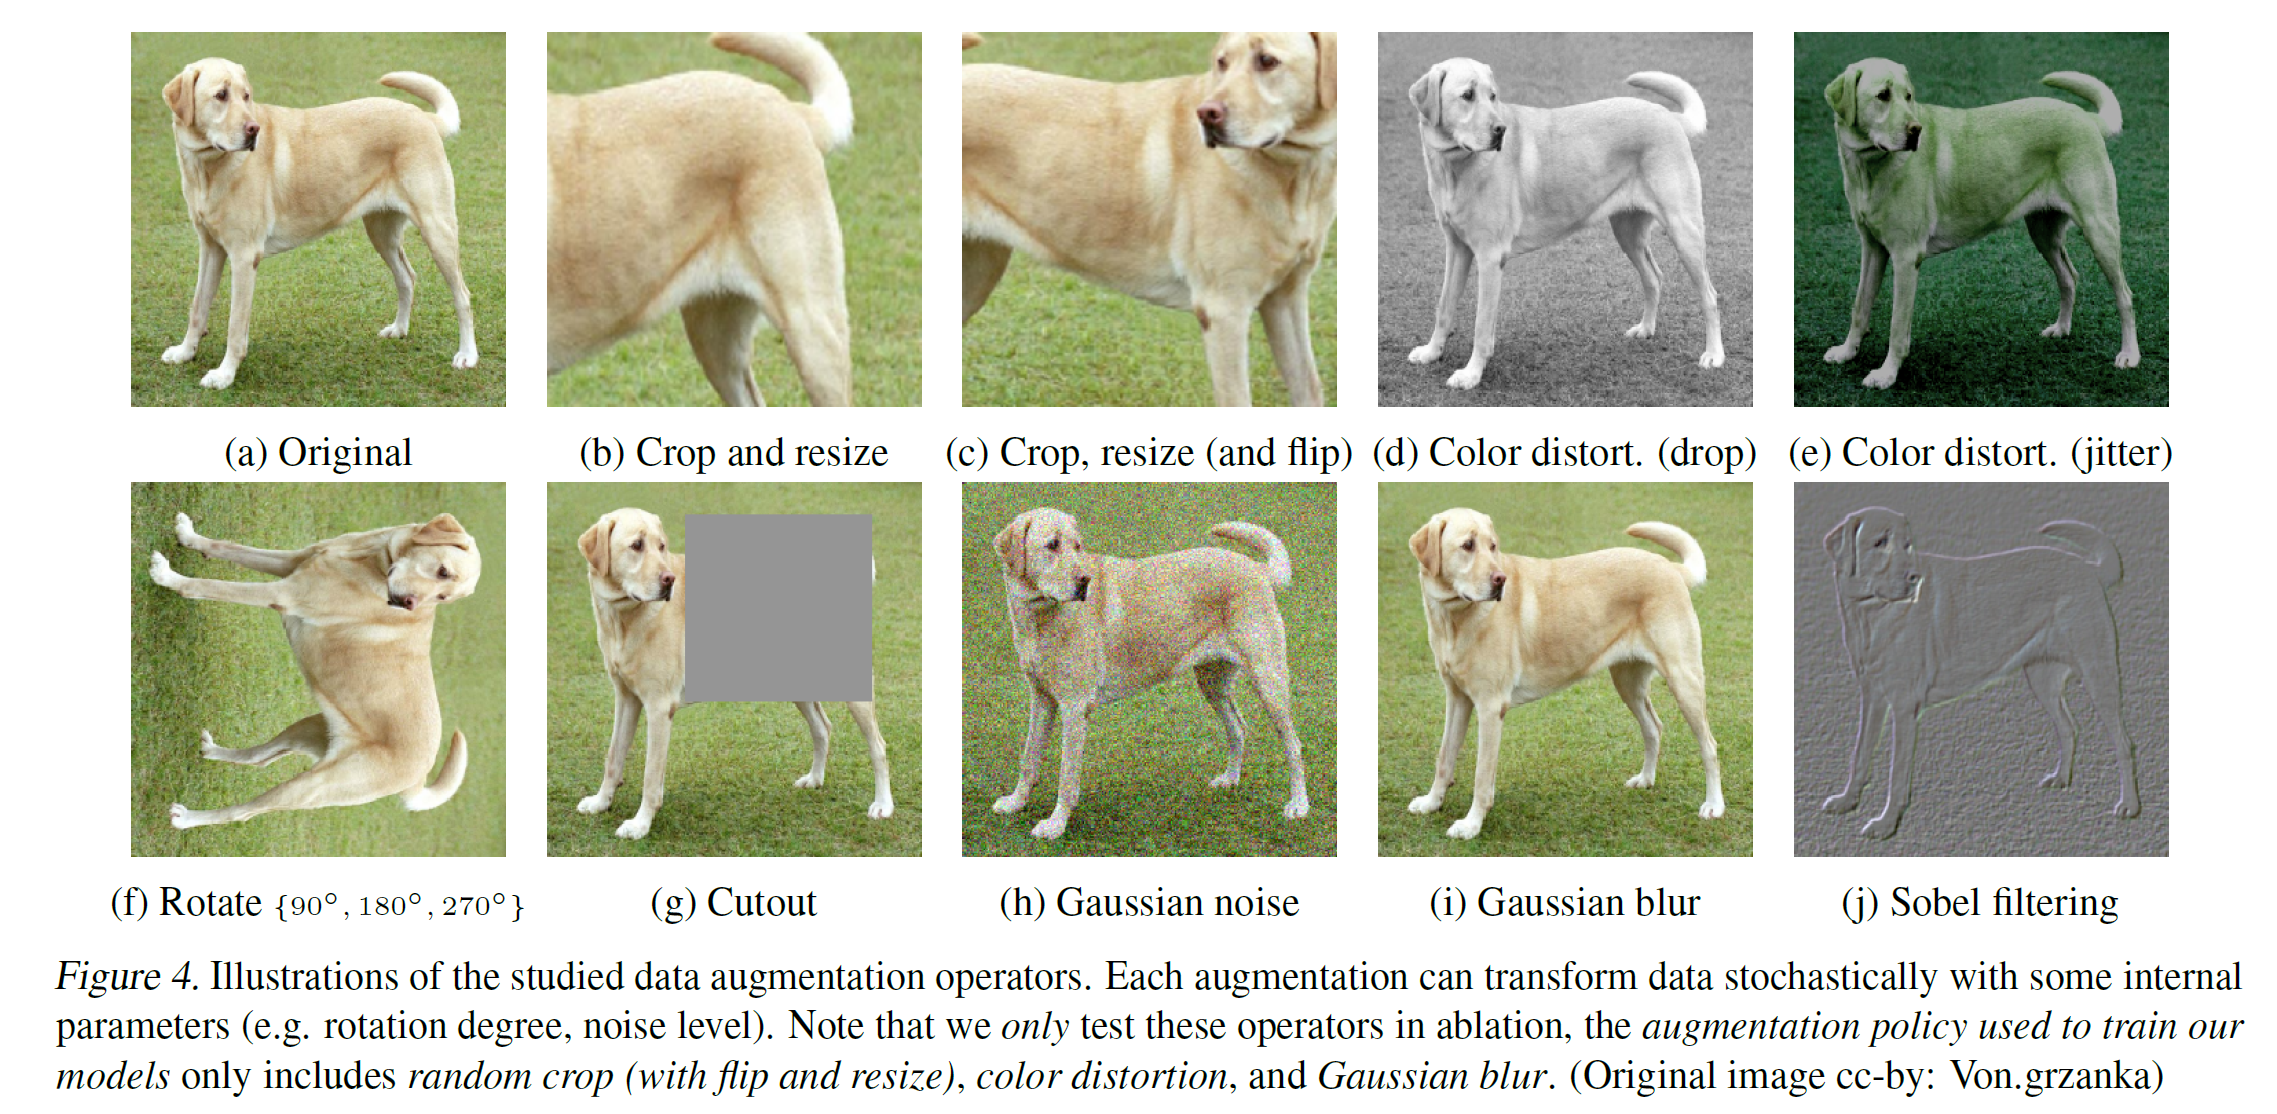 (a) Original
(b) Crop and resize
(c) Crop, resize (and flip)
(d) Color distort. (drop)
(e) Color distort. (jitter)
(f) Rotate {90°, 180°, 270°}
(g) Cutout
(h) Gaussian noise
(i) Gaussian blur
(j) Sobel filtering
Figure 4. Illustrations of the studied data augmentation operators. Each augmentation can transform data stochastically with some internal
parameters (e.g. rotation degree, noise level). Note that we only test these operators in ablation, the augmentation policy used to train our
models only includes random crop (with flip and resize), color distortion, and Gaussian blur. (Original image cc-by: Von.grzanka)